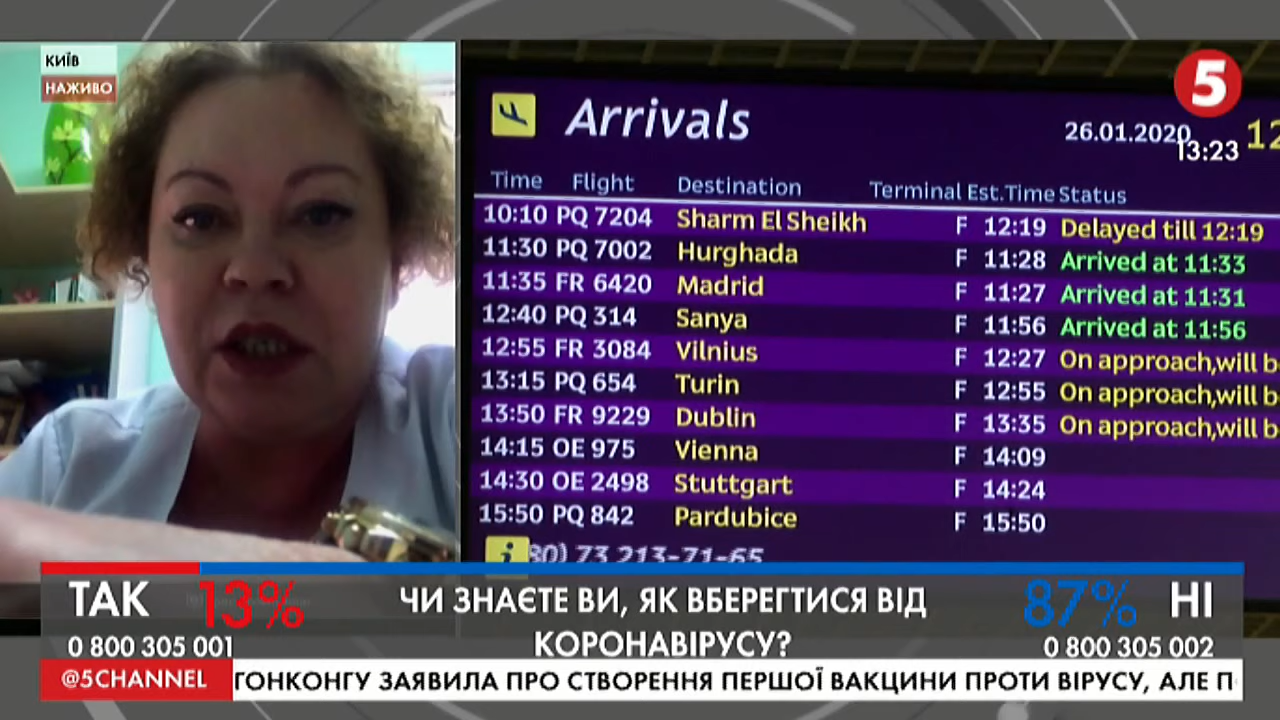 КИЇВ
НАЖИВО
5
Arrivals
26.01.2020
13:23
Time Flight Destination Terminal Est.Time Status
10:10 PQ 7204 Sharm El Sheikh F 12:19 Delayed till 12:19
11:30 PQ 7002 Hurghada F 11:28 Arrived at 11:33
11:35 FR 6420 Madrid F 11:27 Arrived at 11:31
12:40 PQ 314 Sanya F 11:56 Arrived at 11:56
12:55 FR 3084 Vilnius F 12:27 On approach,will b
13:15 PQ 654 Turin F 12:55 On approach,will b
13:50 FR 9229 Dublin F 13:35 On approach,will b
14:15 OE 975 Vienna F 14:09
14:30 OE 2498 Stuttgart F 14:24
15:50 PQ 842 Pardubice F 15:50
80) 73 213-71-65
ТАК 13% ЧИ ЗНАЄТЕ ВИ, ЯК ВБЕРЕГТИСЯ ВІД 87% НІ
КОРОНАВІРУСУ?
0 800 305 001 0 800 305 002
@5CHANNEL ГОНКОНГУ ЗАЯВИЛА ПРО СТВОРЕННЯ ПЕРШОЇ ВАКЦИНИ ПРОТИ ВІРУСУ, АЛЕ П